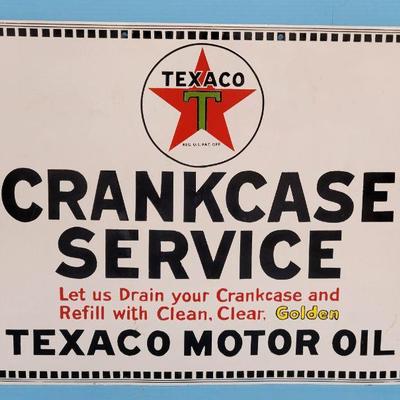 TEXACO
T
REG. U.S. PAT. OFF.
CRANKCASE
SERVICE
Let us Drain your Crankcase and
Refill with Clean, Clear, Golden
TEXACO MOTOR OIL